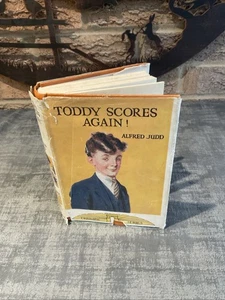 TODDY SCORES
AGAIN!
ALFRED JUDD